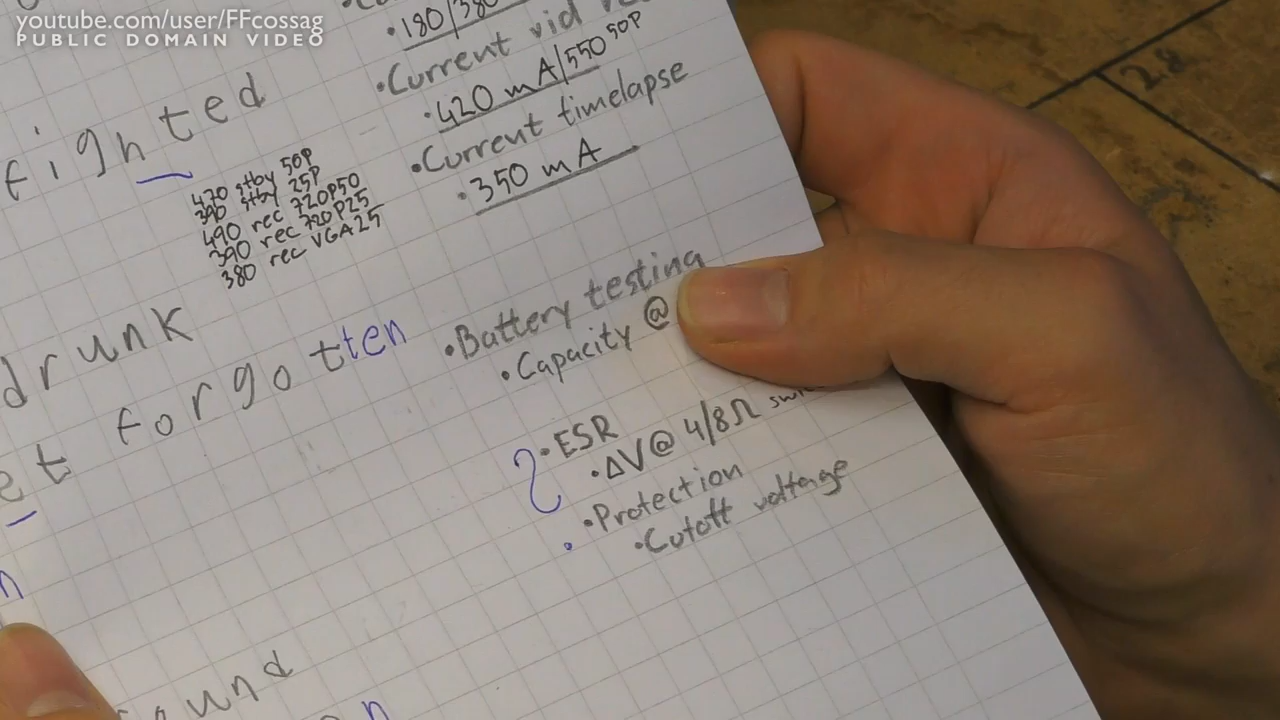 youtube.com/user/FFcossag
PUBLIC DOMAIN VIDEO
180/380
Current vid
420 mA/550 50P
Current timelapse
350 mA
fighted
470 stby 50P
390 stby 25P
490 rec 720P50
390 rec 720P25
380 rec VGA25
drunk
forgotten
Battery testing
Capacity @
ESR
ΔV@ 4/8Ω
Protection
Cutoff voltage